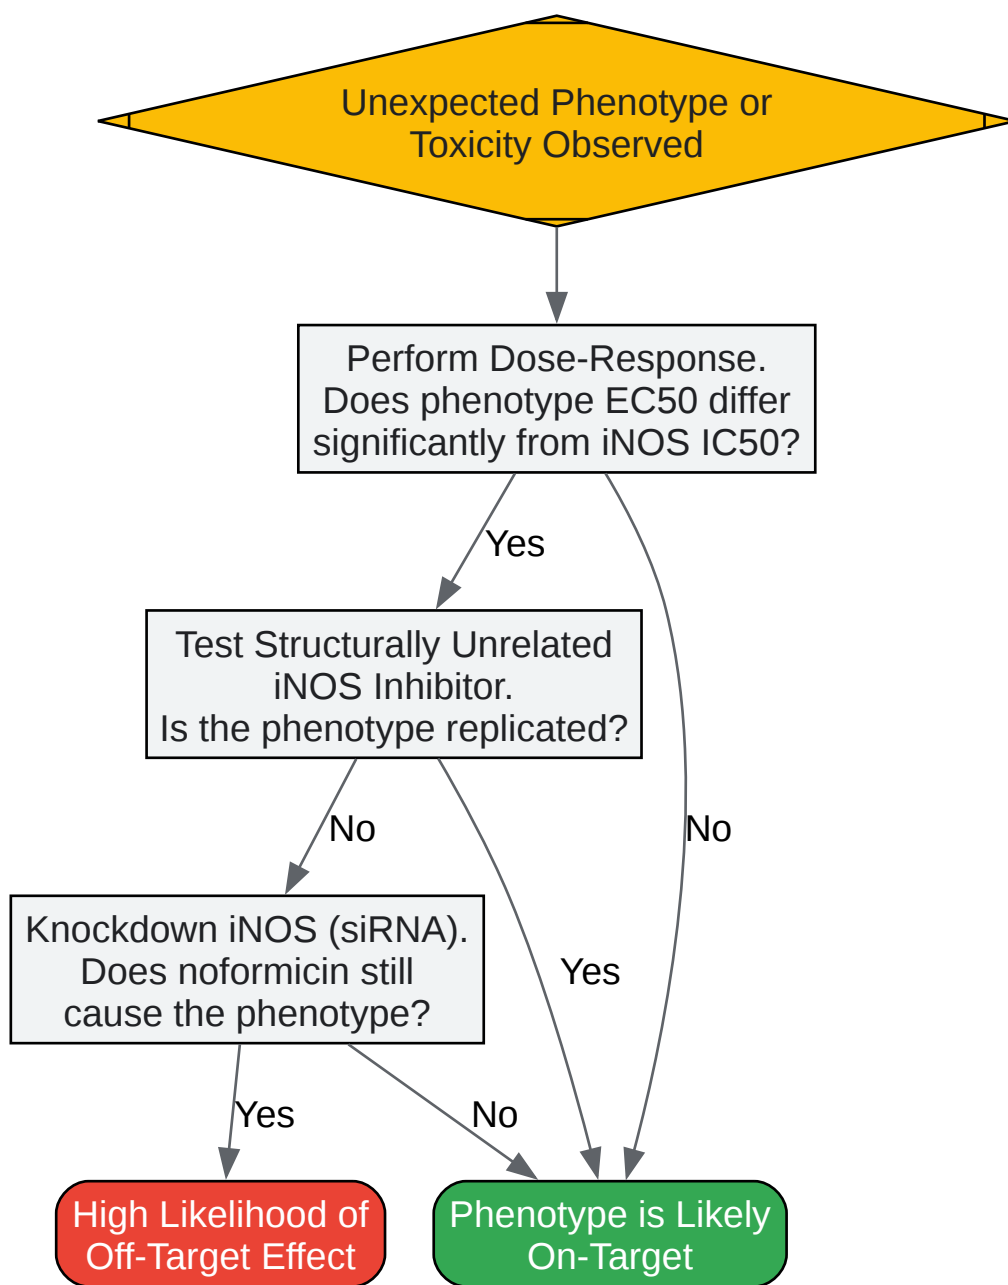 Unexpected Phenotype or
Toxicity Observed
Perform Dose-Response.
Does phenotype EC50 differ
significantly from iNOS IC50?
Yes
Test Structurally Unrelated
iNOS Inhibitor.
Is the phenotype replicated?
No
No
Knockdown iNOS (siRNA).
Does noformicin still
cause the phenotype?
Yes
Yes
No
High Likelihood of
Off-Target Effect
Phenotype is Likely
On-Target